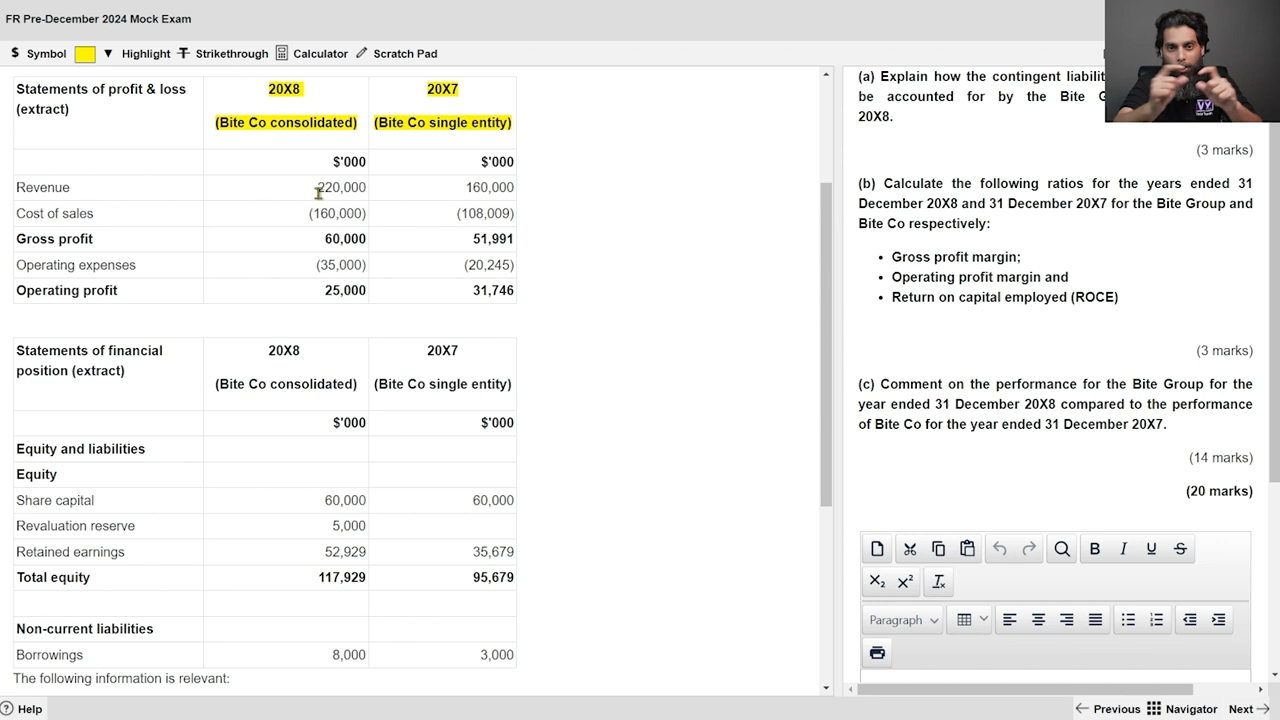 FR Pre-December 2024 Mock Exam
$ Symbol ▼ Highlight T Strikethrough Calculator Scratch Pad
Statements of profit & loss (extract) 20X8 (Bite Co consolidated) 20X7 (Bite Co single entity)
$'000 $'000
Revenue 220,000 160,000
Cost of sales (160,000) (108,009)
Gross profit 60,000 51,991
Operating expenses (35,000) (20,245)
Operating profit 25,000 31,746
Statements of financial position (extract) 20X8 (Bite Co consolidated) 20X7 (Bite Co single entity)
$'000 $'000
Equity and liabilities
Equity
Share capital 60,000 60,000
Revaluation reserve 5,000
Retained earnings 52,929 35,679
Total equity 117,929 95,679
Non-current liabilities
Borrowings 8,000 3,000
The following information is relevant:
(a) Explain how the contingent
be accounted for by the Bite
20X8.
(3 marks)
(b) Calculate the following ratios for the years ended 31
December 20X8 and 31 December 20X7 for the Bite Group and
Bite Co respectively:
• Gross profit margin;
• Operating profit margin and
• Return on capital employed (ROCE)
(3 marks)
(c) Comment on the performance for the Bite Group for the
year ended 31 December 20X8 compared to the performance
of Bite Co for the year ended 31 December 20X7.
(14 marks)
(20 marks)
B I U S
X₂ X² Tx
Paragraph
VY
Help
Previous Navigator Next